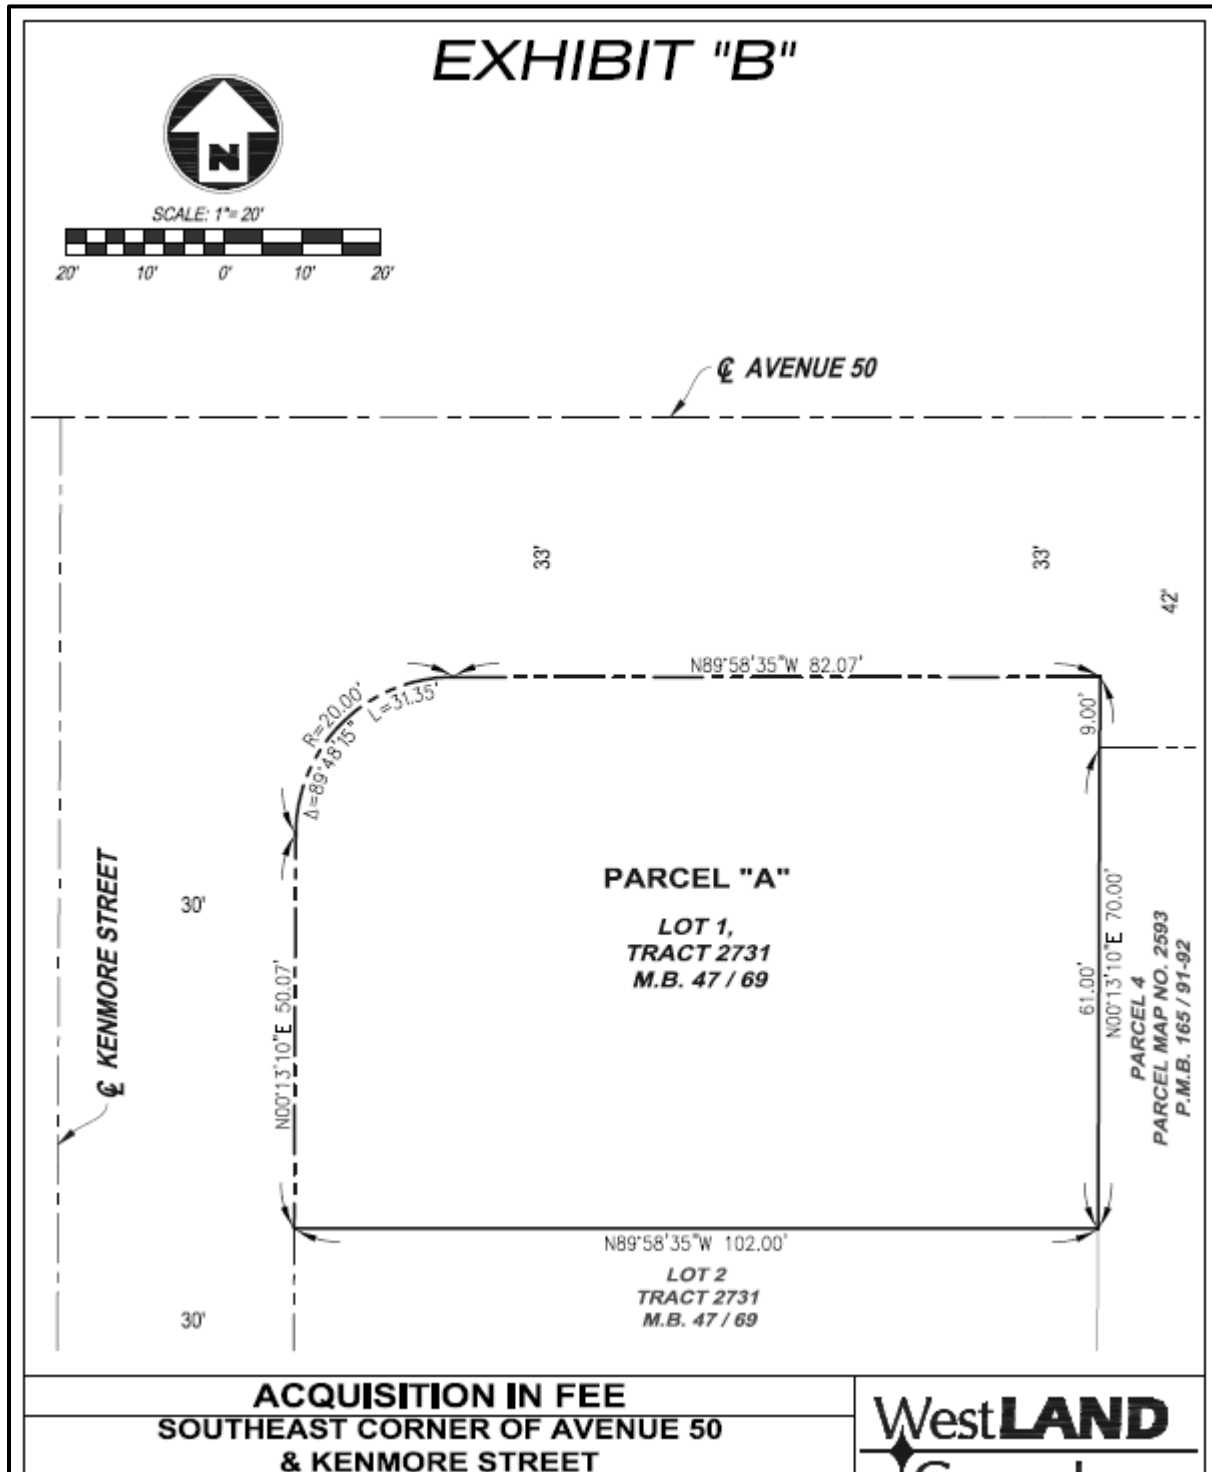 EXHIBIT "B"
N
SCALE: 1"= 20'
20' 10' 0' 10' 20'
℄ AVENUE 50
33'
33'
42'
N89°58'35"W 82.07'
R=20.00'
L=31.35'
Δ=89°48'15"
9.00'
℄ KENMORE STREET
30'
N00°13'10"E 50.07'
PARCEL "A"
LOT 1,
TRACT 2731
M.B. 47 / 69
61.00'
N00°13'10"E 70.00'
PARCEL 4
PARCEL MAP NO. 2593
P.M.B. 165 / 91-92
N89°58'35"W 102.00'
LOT 2
TRACT 2731
M.B. 47 / 69
30'
ACQUISITION IN FEE
SOUTHEAST CORNER OF AVENUE 50
& KENMORE STREET
WestLAND